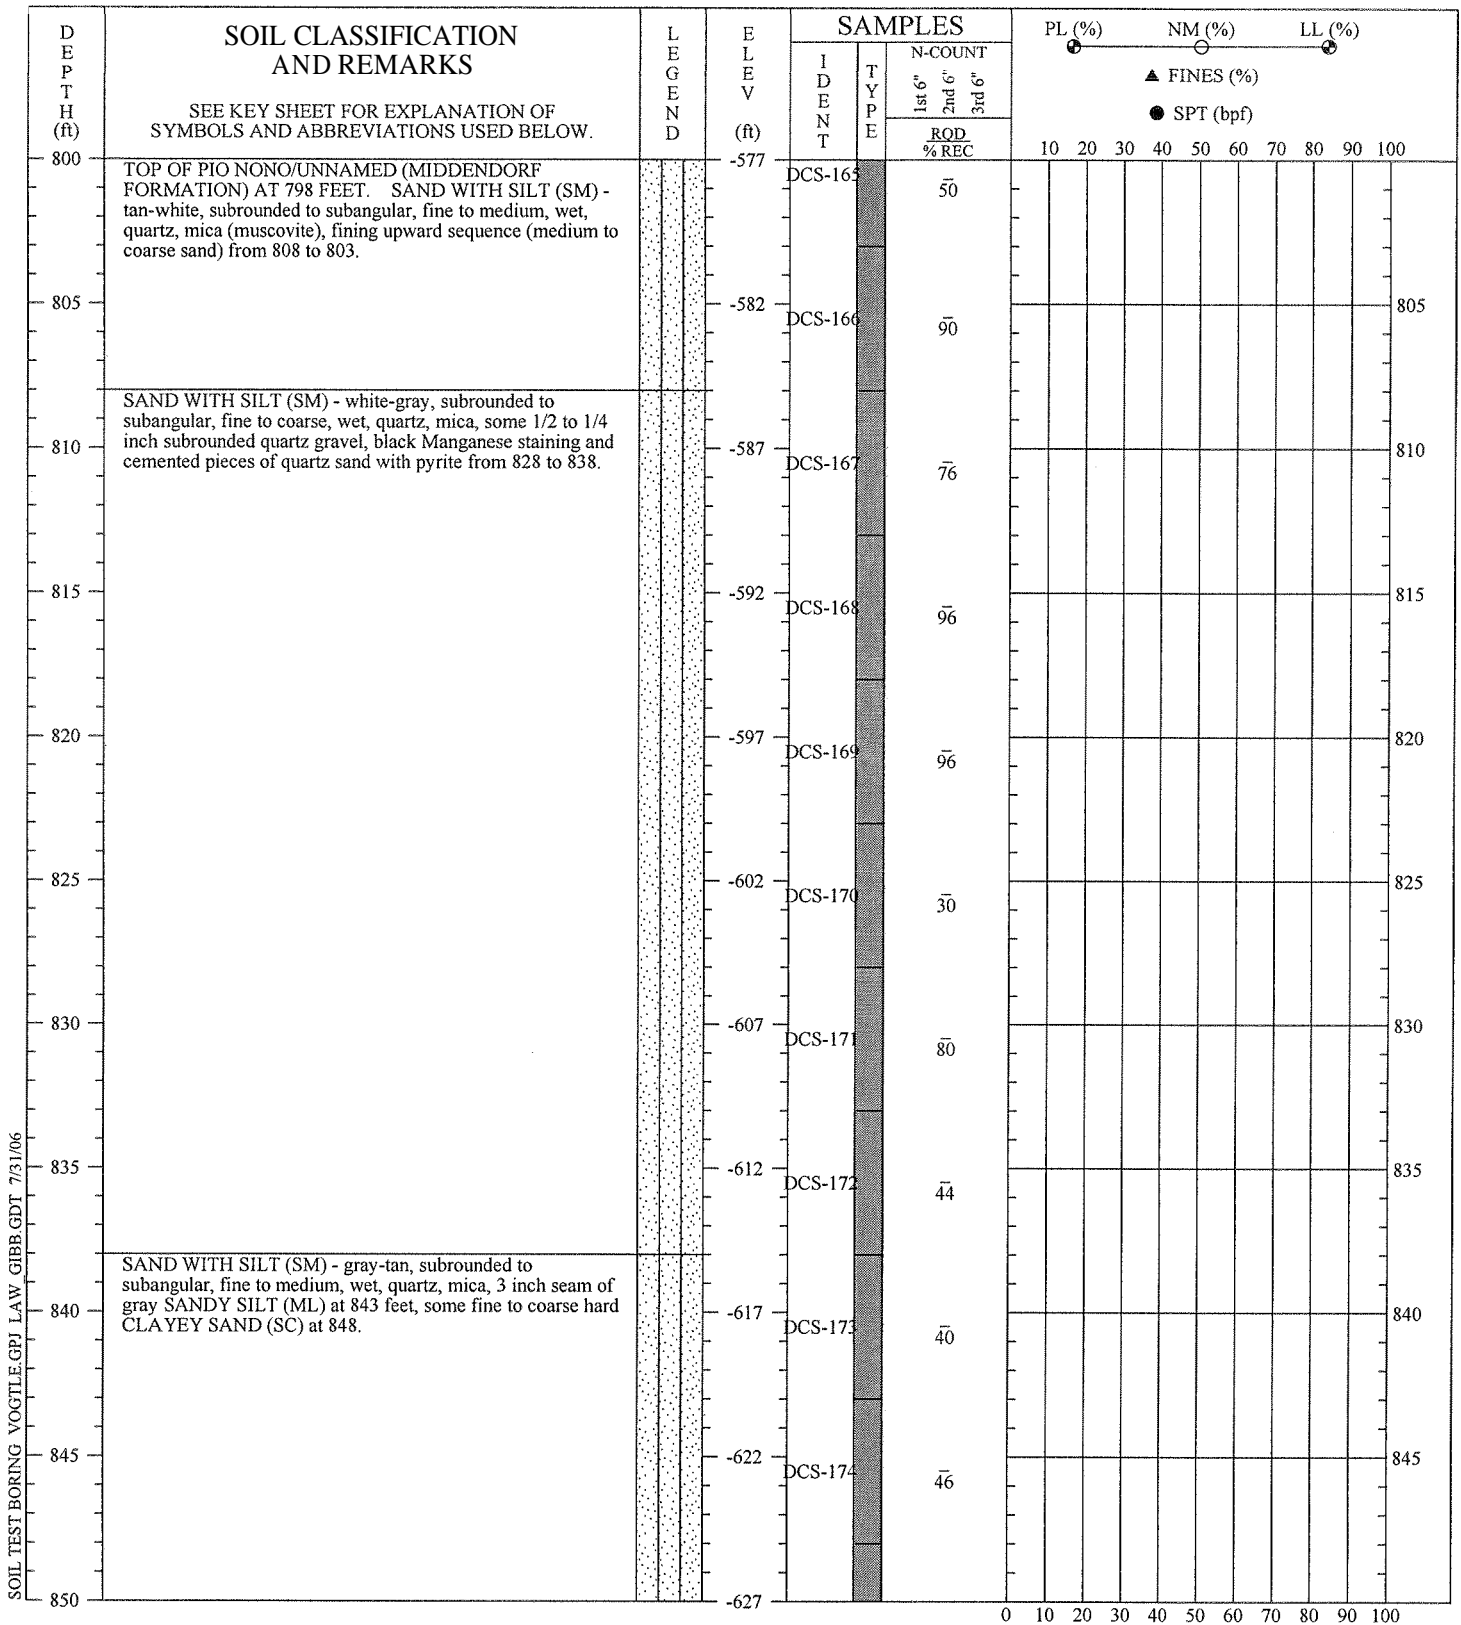 DEPTH (ft)
SOIL CLASSIFICATION
AND REMARKS
SEE KEY SHEET FOR EXPLANATION OF
SYMBOLS AND ABBREVIATIONS USED BELOW.
LEGEND
ELEV (ft)
SAMPLES
IDENT
TYPE
N-COUNT
1st 6"
2nd 6"
3rd 6"
RQD
% REC
PL (%) NM (%) LL (%)
▲ FINES (%)
● SPT (bpf)
10 20 30 40 50 60 70 80 90 100
800 -577
TOP OF PIO NONO/UNNAMED (MIDDENDORF
FORMATION) AT 798 FEET. SAND WITH SILT (SM) -
tan-white, subrounded to subangular, fine to medium, wet,
quartz, mica (muscovite), fining upward sequence (medium to
coarse sand) from 808 to 803.
DCS-165
50
805 -582 805
DCS-166
90
SAND WITH SILT (SM) - white-gray, subrounded to
subangular, fine to coarse, wet, quartz, mica, some 1/2 to 1/4
inch subrounded quartz gravel, black Manganese staining and
cemented pieces of quartz sand with pyrite from 828 to 838.
810 -587 810
DCS-167
76
815 -592 815
DCS-168
96
820 -597 820
DCS-169
96
825 -602 825
DCS-170
30
830 -607 830
DCS-171
80
835 -612 835
DCS-172
44
SAND WITH SILT (SM) - gray-tan, subrounded to
subangular, fine to medium, wet, quartz, mica, 3 inch seam of
gray SANDY SILT (ML) at 843 feet, some fine to coarse hard
CLAYEY SAND (SC) at 848.
840 -617 840
DCS-173
40
845 -622 845
DCS-174
46
850 -627
0 10 20 30 40 50 60 70 80 90 100
SOIL TEST BORING VOGTLE.GPJ LAW_GIBB.GDT 7/31/06